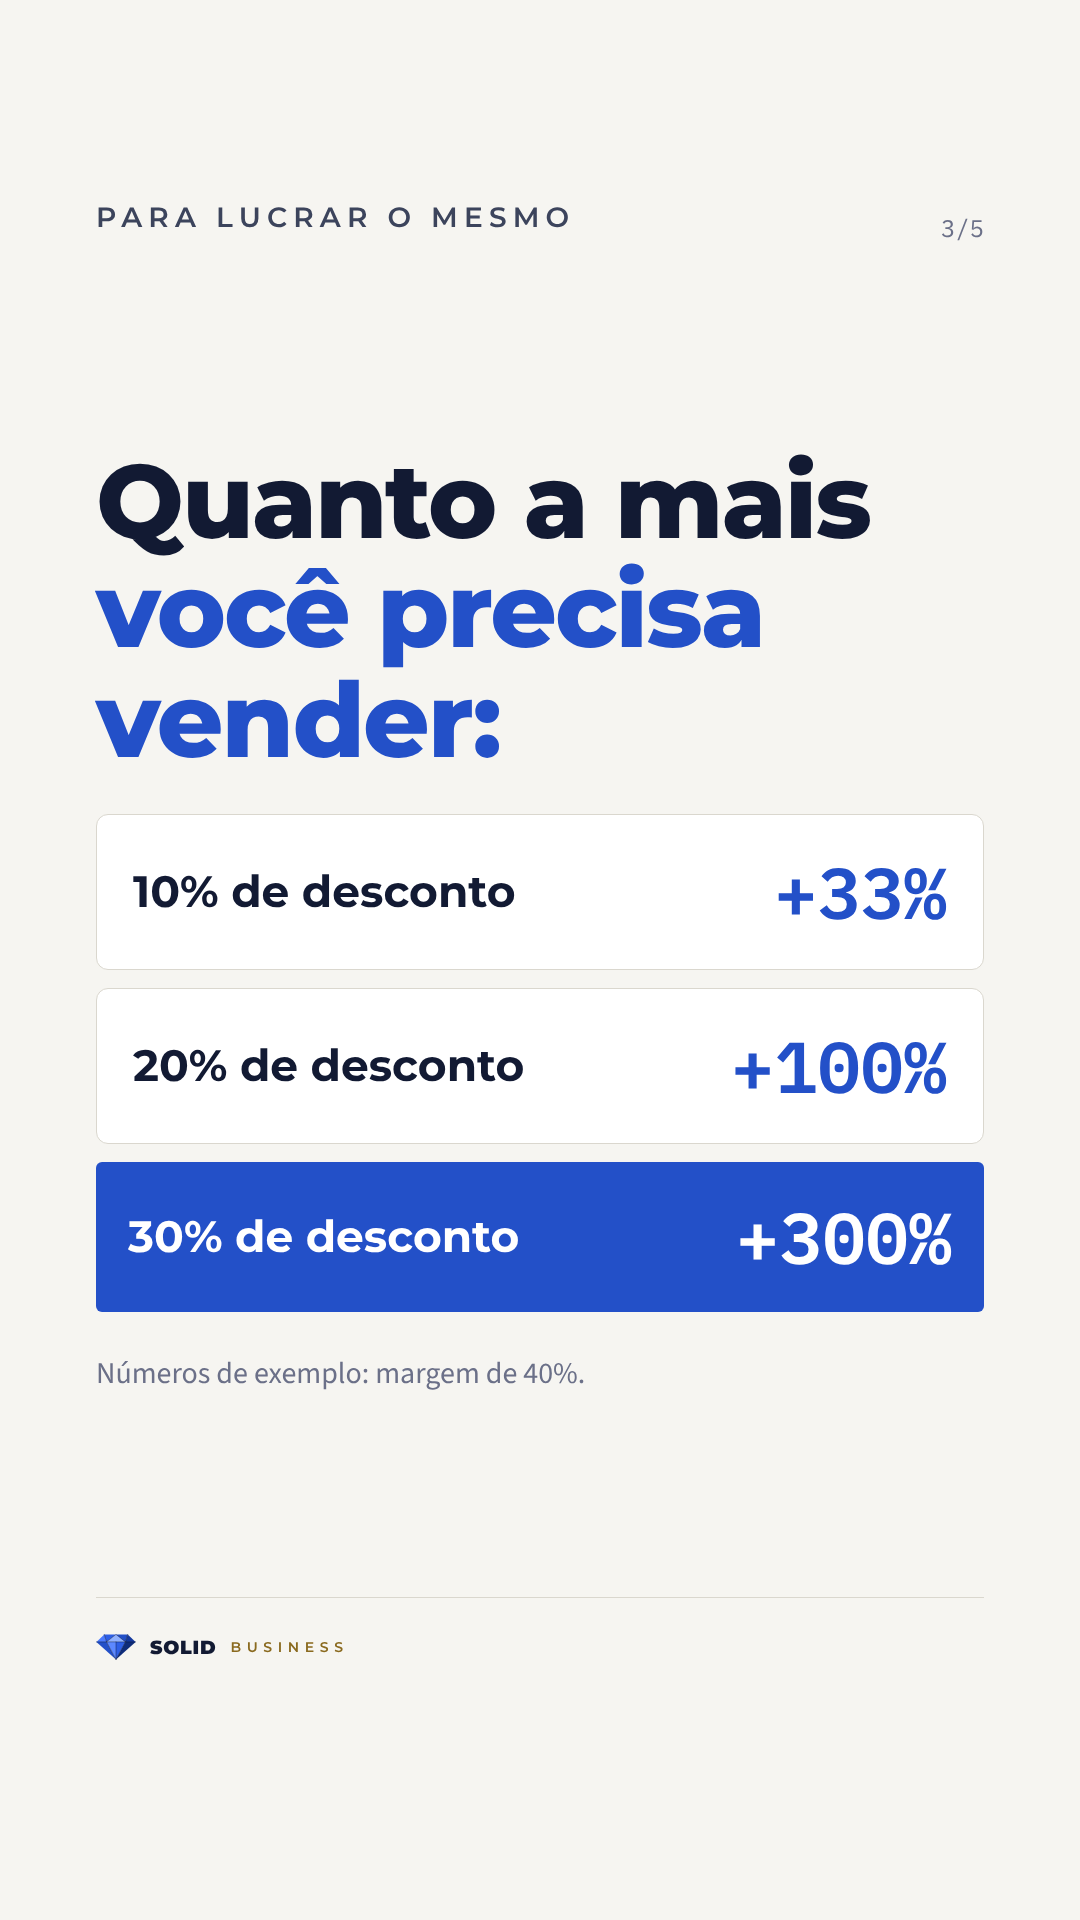 PARA LUCRAR O MESMO
3/5
Quanto a mais
você precisa
vender:
10% de desconto
+33%
20% de desconto
+100%
30% de desconto
+300%
Números de exemplo: margem de 40%.
SOLID BUSINESS